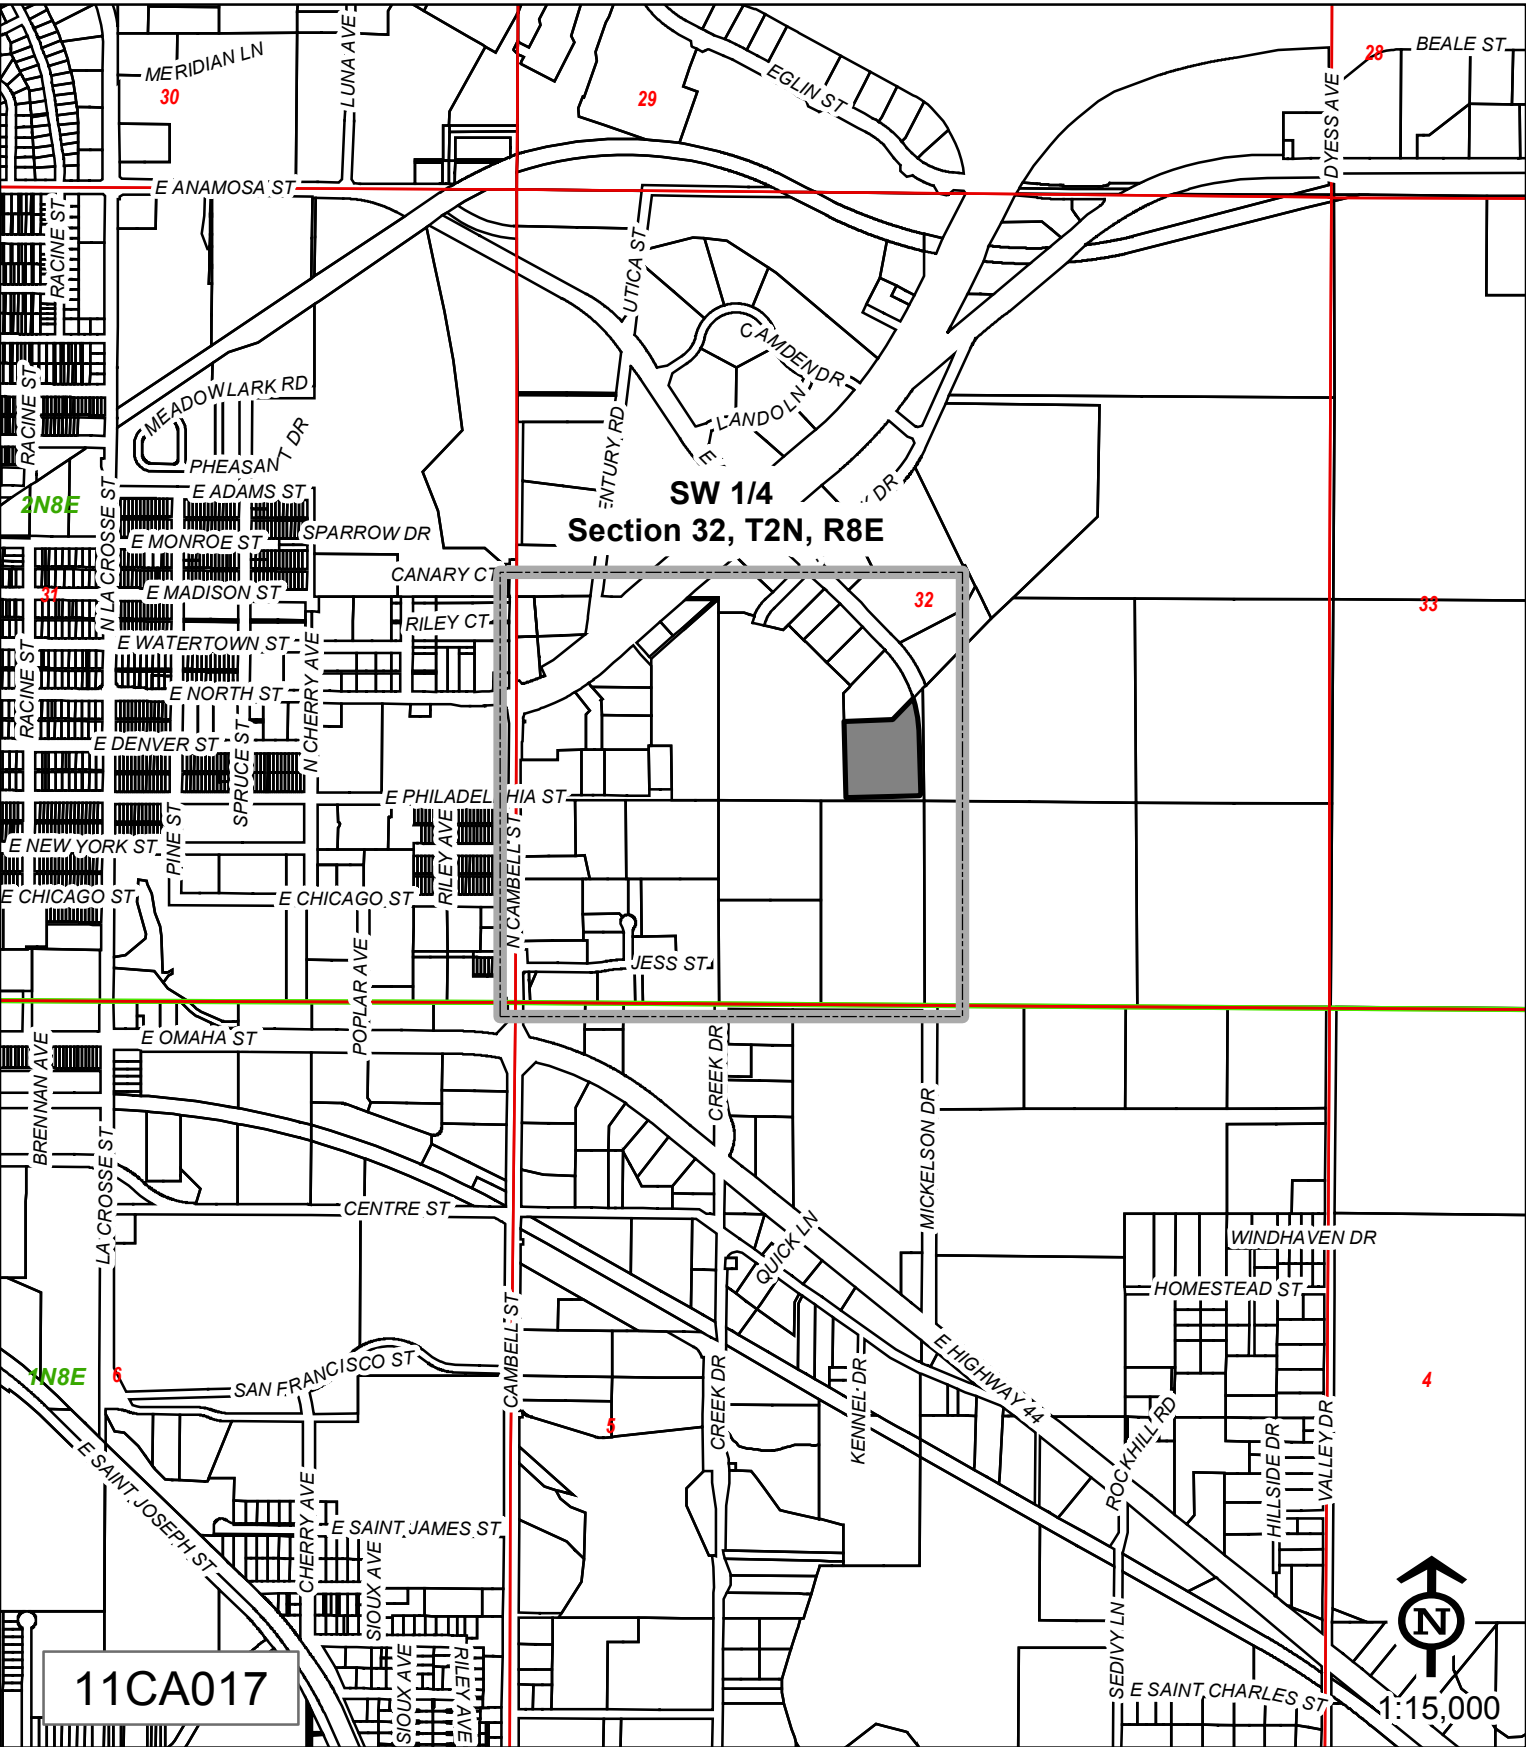 BEALE ST
28
MERIDIAN LN
LUNA AVE
30
29
EGLIN ST
DYESS AVE
E ANAMOSA ST
RACINE ST
UTICA ST
CAMDEN DR
LANDO LN
RACINE ST
MEADOWLARK RD
PHEASANT DR
ENTURY RD
E
K DR
E ADAMS ST
2N8E
SW 1/4
Section 32, T2N, R8E
N LA CROSSE ST
E MONROE ST
SPARROW DR
CANARY CT
31
E MADISON ST
32
33
RILEY CT
E WATERTOWN ST
RACINE ST
N CHERRY AVE
E NORTH ST
E DENVER ST
SPRUCE ST
E PHILADELPHIA ST
PINE ST
E NEW YORK ST
RILEY AVE
N CAMBELL ST
E CHICAGO ST
E CHICAGO ST
POPLAR AVE
JESS ST
E OMAHA ST
BRENNAN AVE
CREEK DR
MICKELSON DR
LA CROSSE ST
CENTRE ST
QUICK LN
WINDHAVEN DR
HOMESTEAD ST
CAMBELL ST
E HIGHWAY 44
1N8E
6
SAN FRANCISCO ST
CREEK DR
KENNEL DR
4
5
ROCKHILL RD
HILLSIDE DR
VALLEY DR
E SAINT JOSEPH ST
CHERRY AVE
E SAINT JAMES ST
SIOUX AVE
SEDIVY LN
N
SIOUX AVE
RILEY AVE
11CA017
E SAINT CHARLES ST
1:15,000